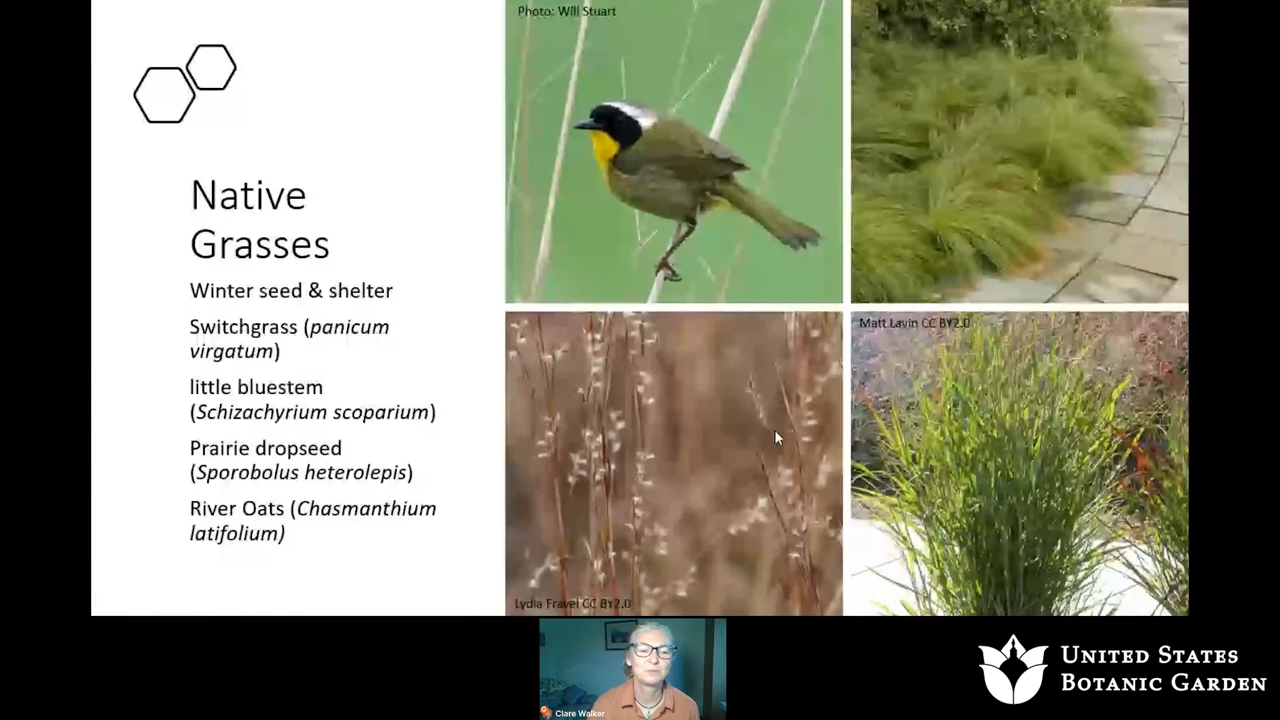 Photo: Will Stuart
Native
Grasses
Winter seed & shelter
Switchgrass (panicum
virgatum)
little bluestem
(Schizachyrium scoparium)
Prairie dropseed
(Sporobolus heterolepis)
River Oats (Chasmanthium
latifolium)
Matt Lavin CC BY2.0
Lydia Fravel CC BY2.0
Clare Walker
UNITED STATES
BOTANIC GARDEN